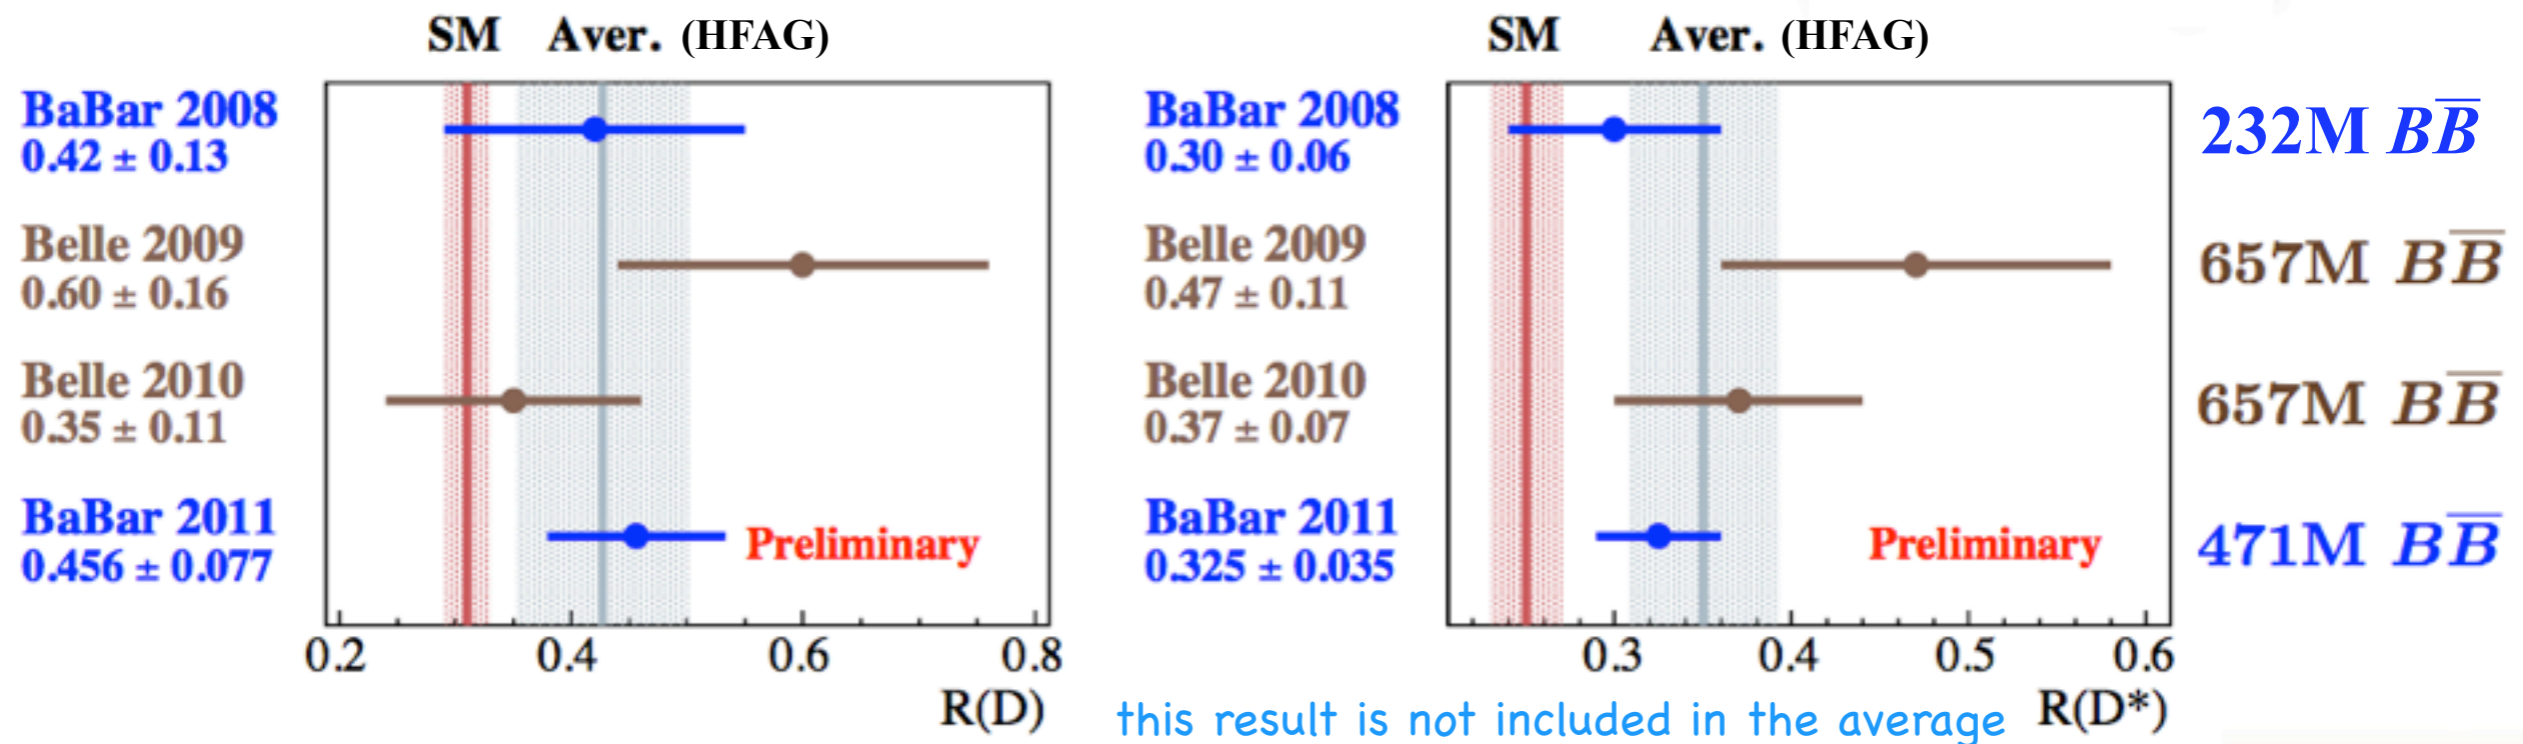 SM Aver. (HFAG)
BaBar 2008
0.42 ± 0.13
Belle 2009
0.60 ± 0.16
Belle 2010
0.35 ± 0.11
BaBar 2011
0.456 ± 0.077
Preliminary
0.2 0.4 0.6 0.8
R(D)
SM Aver. (HFAG)
BaBar 2008
0.30 ± 0.06
Belle 2009
0.47 ± 0.11
Belle 2010
0.37 ± 0.07
BaBar 2011
0.325 ± 0.035
Preliminary
0.3 0.4 0.5 0.6
R(D*)
232M BB̅
657M BB̅
657M BB̅
471M BB̅
this result is not included in the average